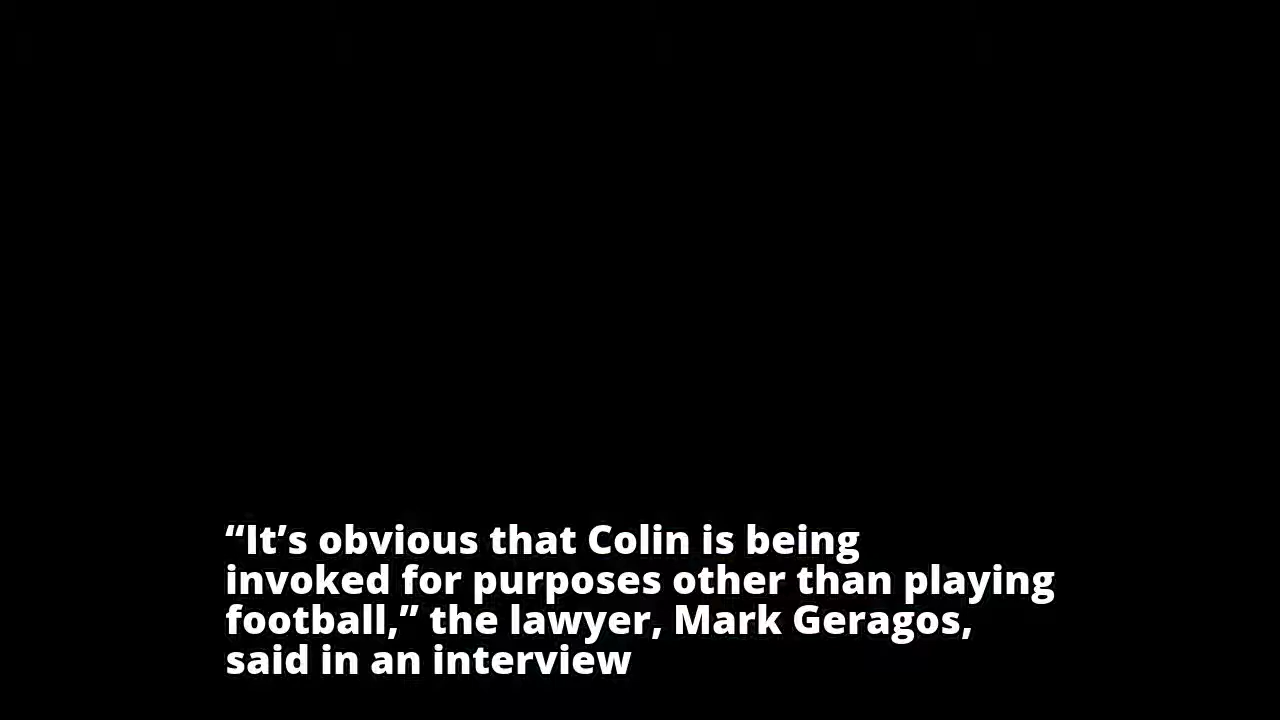 “It’s obvious that Colin is being
invoked for purposes other than playing
football,” the lawyer, Mark Geragos,
said in an interview